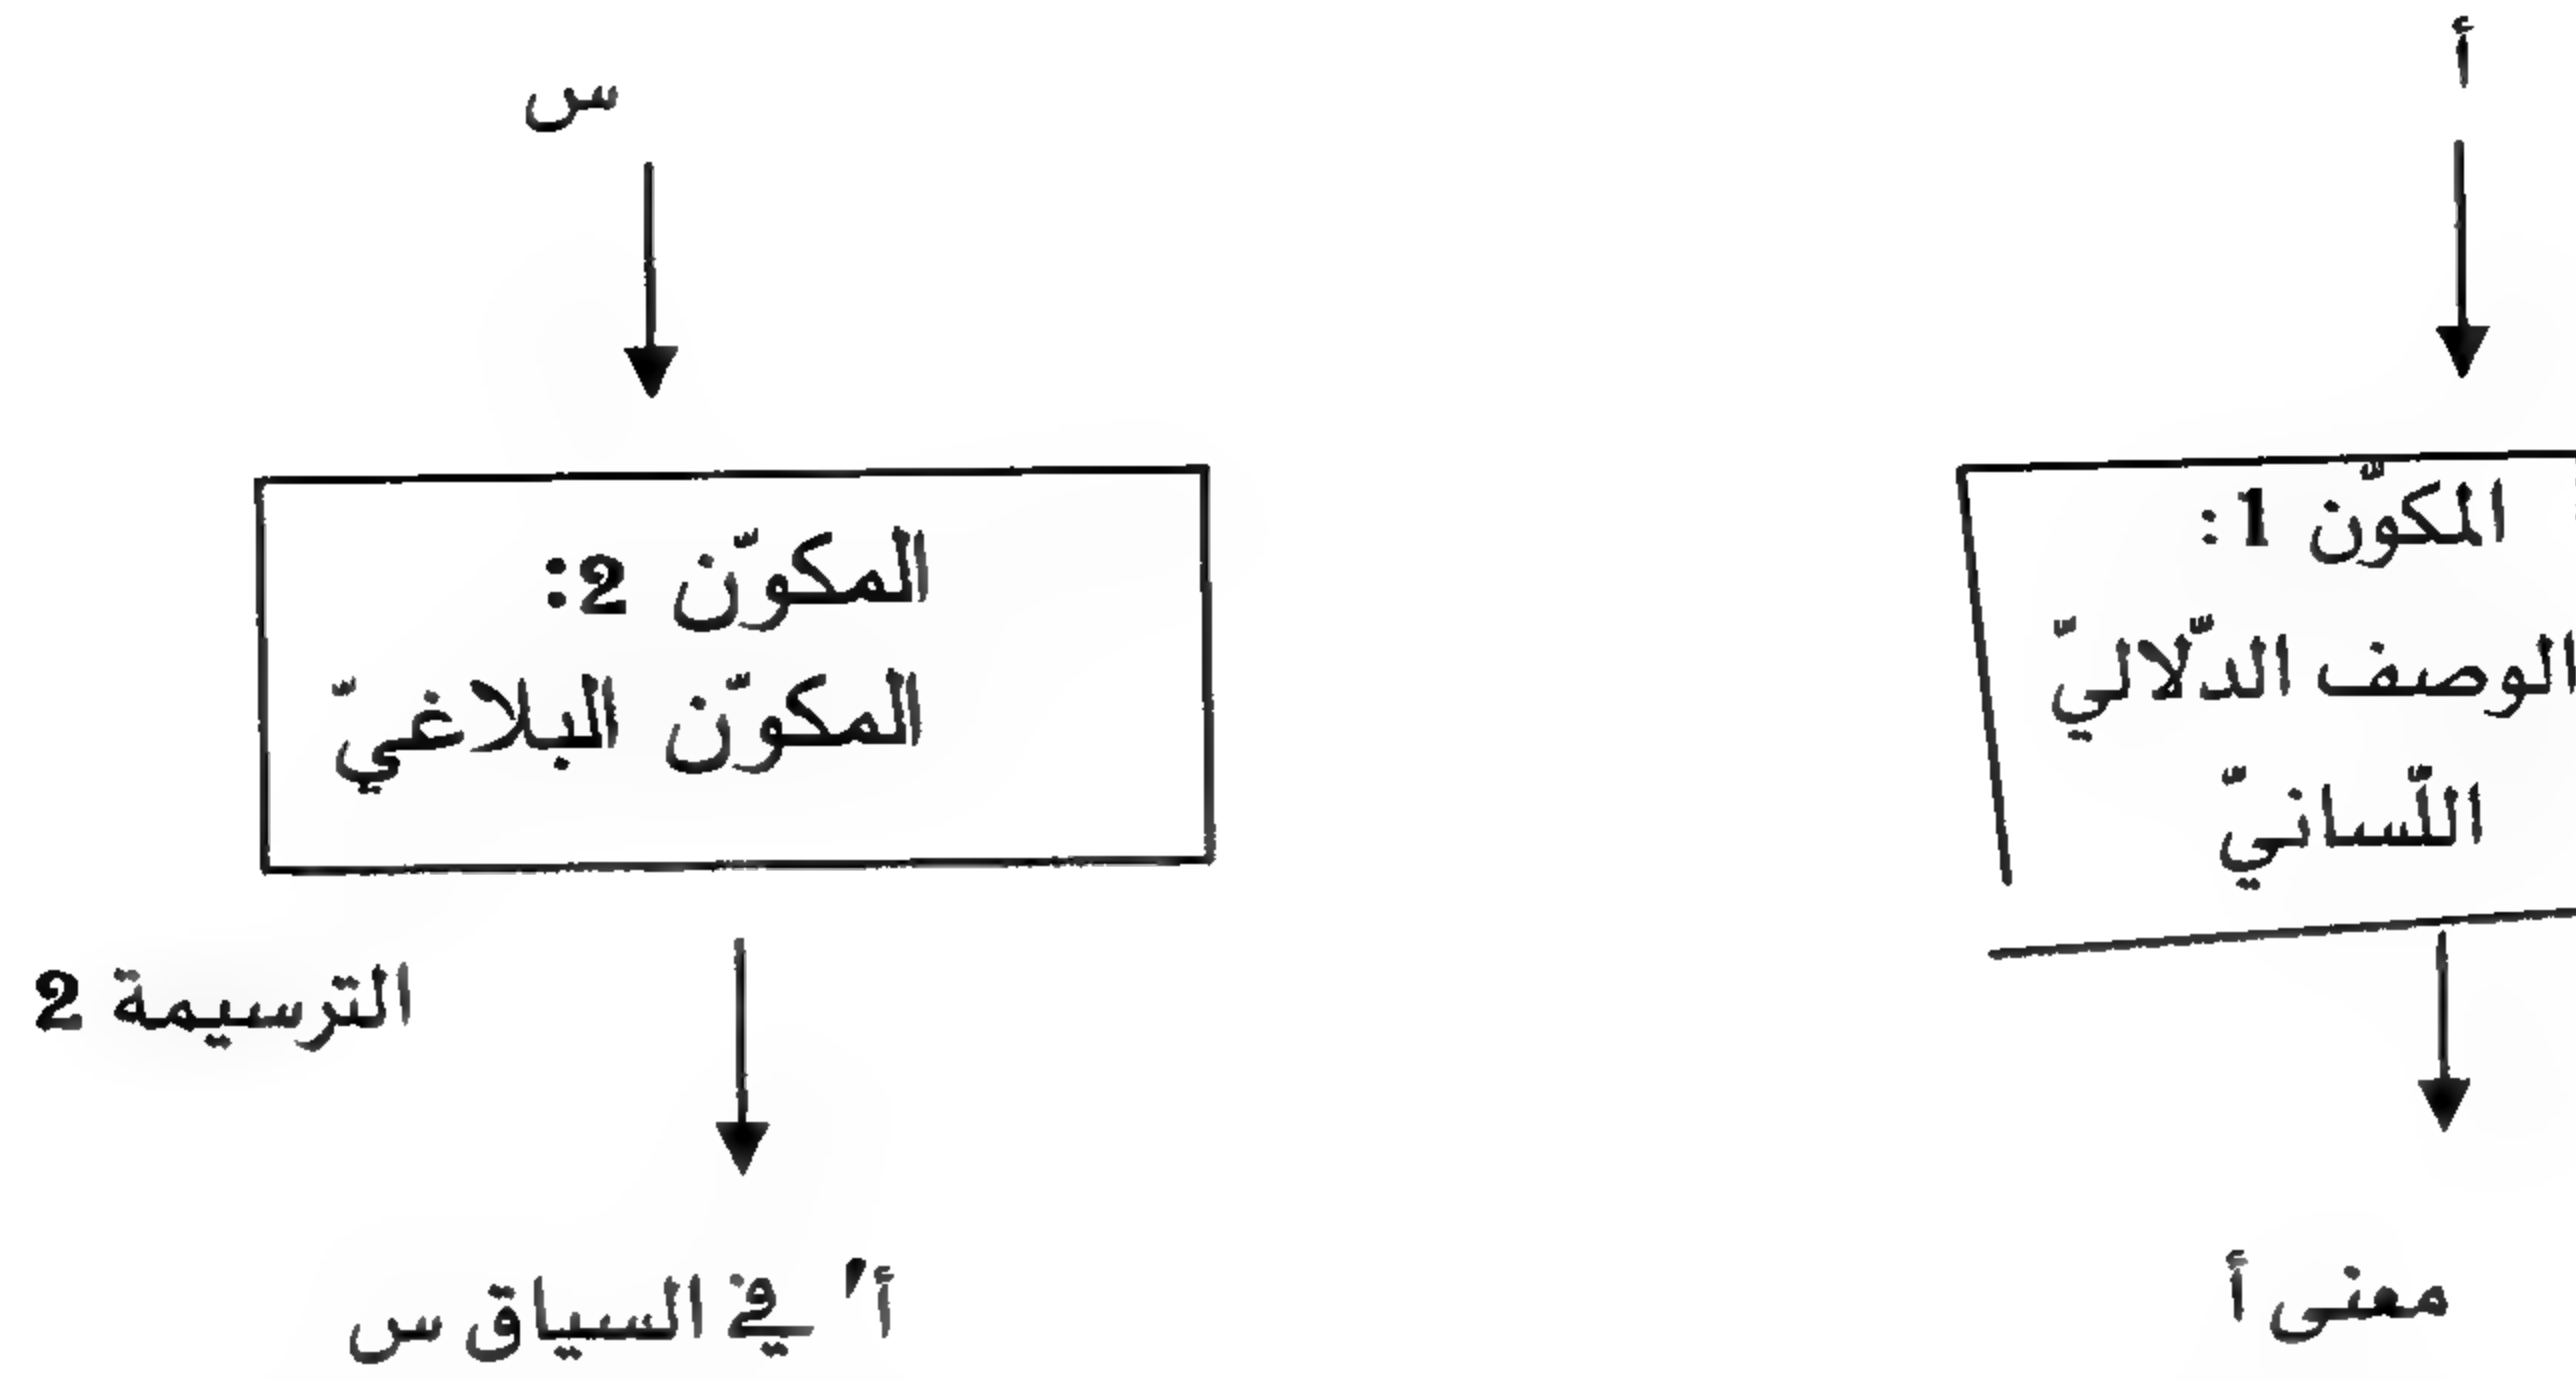 أ
س
المكوّن 1:
الوصف الدّلاليّ
اللّسانيّ
المكوّن 2:
المكوّن البلاغيّ
الترسيمة 2
معنى أ
أ' في السياق س